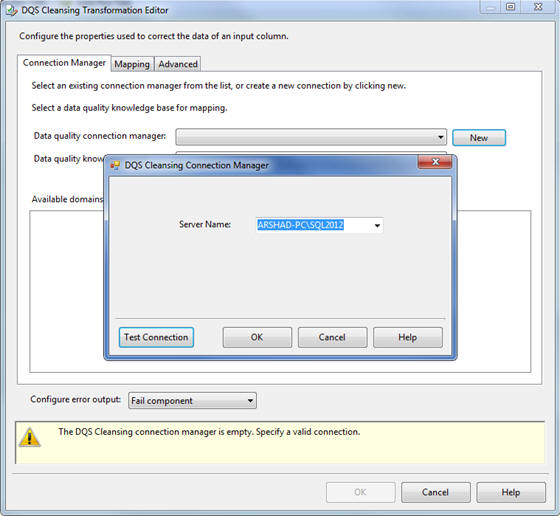 DQS Cleansing Transformation Editor
Configure the properties used to correct the data of an input column.
Connection Manager Mapping Advanced
Select an existing connection manager from the list, or create a new connection by clicking new.
Select a data quality knowledge base for mapping.
Data quality connection manager: New
Data quality know
DQS Cleansing Connection Manager
Available domains
Server Name: ARSHAD-PC\SQL2012
Test Connection OK Cancel Help
Configure error output: Fail component
The DQS Cleansing connection manager is empty. Specify a valid connection.
OK Cancel Help